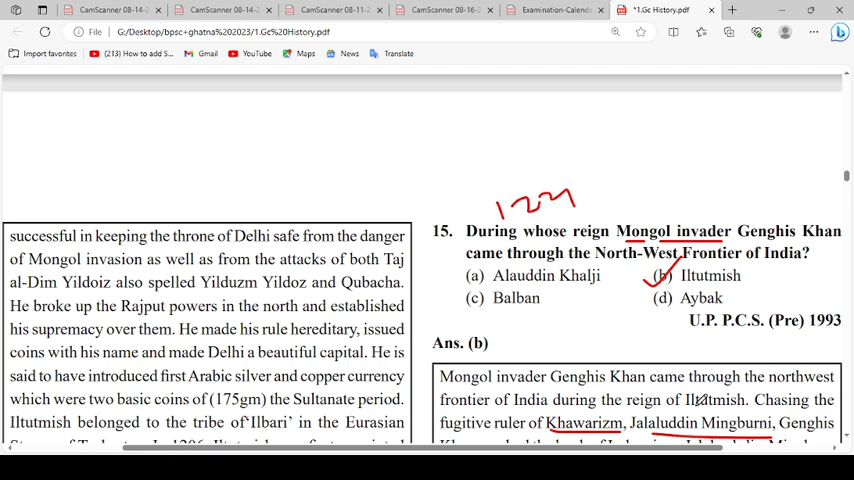 CamScanner 08-14-2
CamScanner 08-14-2
CamScanner 08-11-2
CamScanner 08-16-2
Examination-Calende
*1.Gc History.pdf
File
G:/Desktop/bpsc+ghatna%202023/1.Gc%20History.pdf
Import favorites
(213) How to add S...
Gmail
YouTube
Maps
News
Translate
successful in keeping the throne of Delhi safe from the danger
of Mongol invasion as well as from the attacks of both Taj
al-Dim Yildoiz also spelled Yilduzm Yildoz and Qubacha.
He broke up the Rajput powers in the north and established
his supremacy over them. He made his rule hereditary, issued
coins with his name and made Delhi a beautiful capital. He is
said to have introduced first Arabic silver and copper currency
which were two basic coins of (175gm) the Sultanate period.
Iltutmish belonged to the tribe of 'Ilbari' in the Eurasian
15. During whose reign Mongol invader Genghis Khan
came through the North-West Frontier of India?
(a) Alauddin Khalji (b) Iltutmish
(c) Balban (d) Aybak
U.P. P.C.S. (Pre) 1993
Ans. (b)
Mongol invader Genghis Khan came through the northwest
frontier of India during the reign of Iltutmish. Chasing the
fugitive ruler of Khawarizm, Jalaluddin Mingburni, Genghis